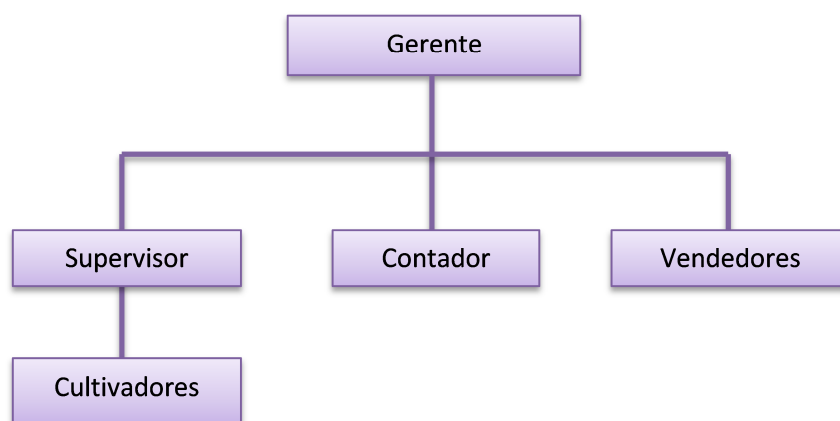 Gerente
Supervisor
Contador
Vendedores
Cultivadores